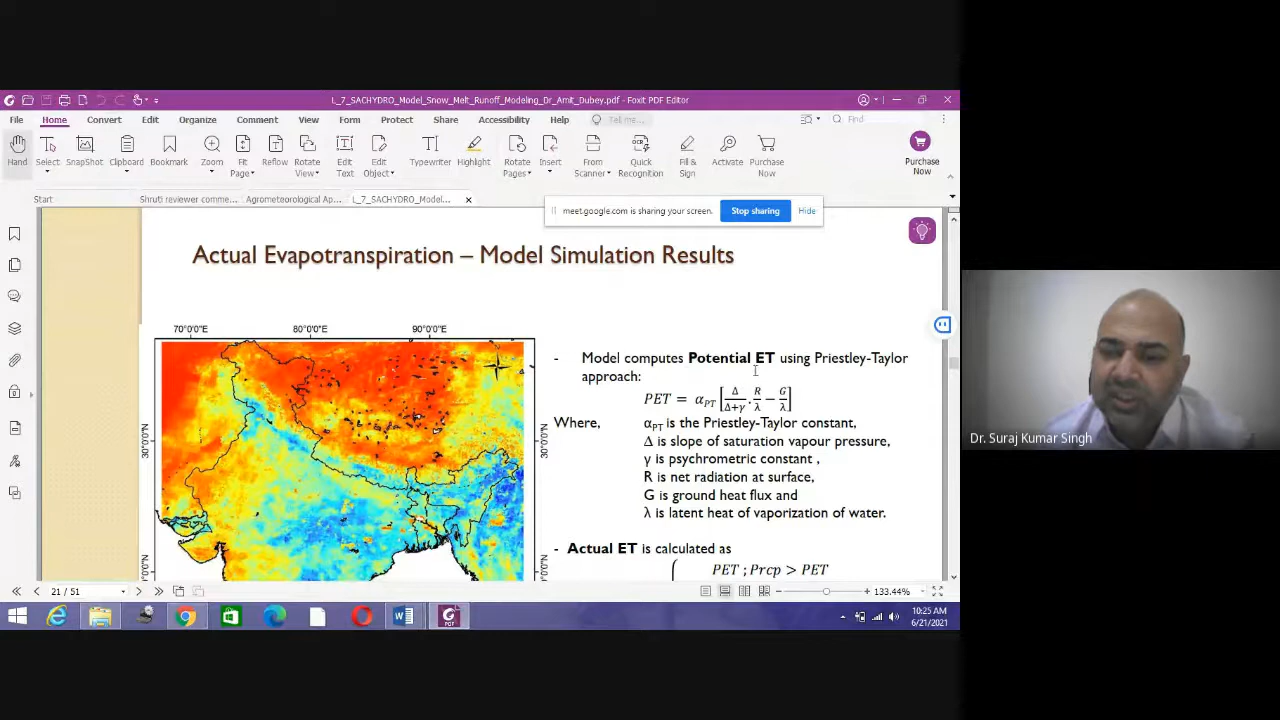 L_7_SACHYDRO_Model_Snow_Melt_Runoff_Modeling_Dr_Amit_Dubey.pdf - Foxit PDF Editor
File Home Convert Edit Organize Comment View Form Protect Share Accessibility Help Tell me... Find
Hand Select SnapShot Clipboard Bookmark Zoom Fit Page Reflow Rotate View Edit Text Edit Object Typewriter Highlight Rotate Pages Insert From Scanner Quick Recognition Fill & Sign Activate Purchase Now Purchase Now
Start Shruti reviewer comme... Agrometeorological Ap... L_7_SACHYDRO_Model...
meet.google.com is sharing your screen. Stop sharing Hide
Actual Evapotranspiration – Model Simulation Results
70°0'0"E 80°0'0"E 90°0'0"E
30°0'0"N 30°0'0"N
- Model computes Potential ET using Priestley-Taylor
approach:
PET = α_PT [Δ/(Δ+γ) . R/λ − G/λ]
Where, α_PT is the Priestley-Taylor constant,
Δ is slope of saturation vapour pressure,
γ is psychrometric constant ,
R is net radiation at surface,
G is ground heat flux and
λ is latent heat of vaporization of water.
- Actual ET is calculated as
PET ; Prcp > PET
Dr. Suraj Kumar Singh
21 / 51 133.44%
10:25 AM
6/21/2021